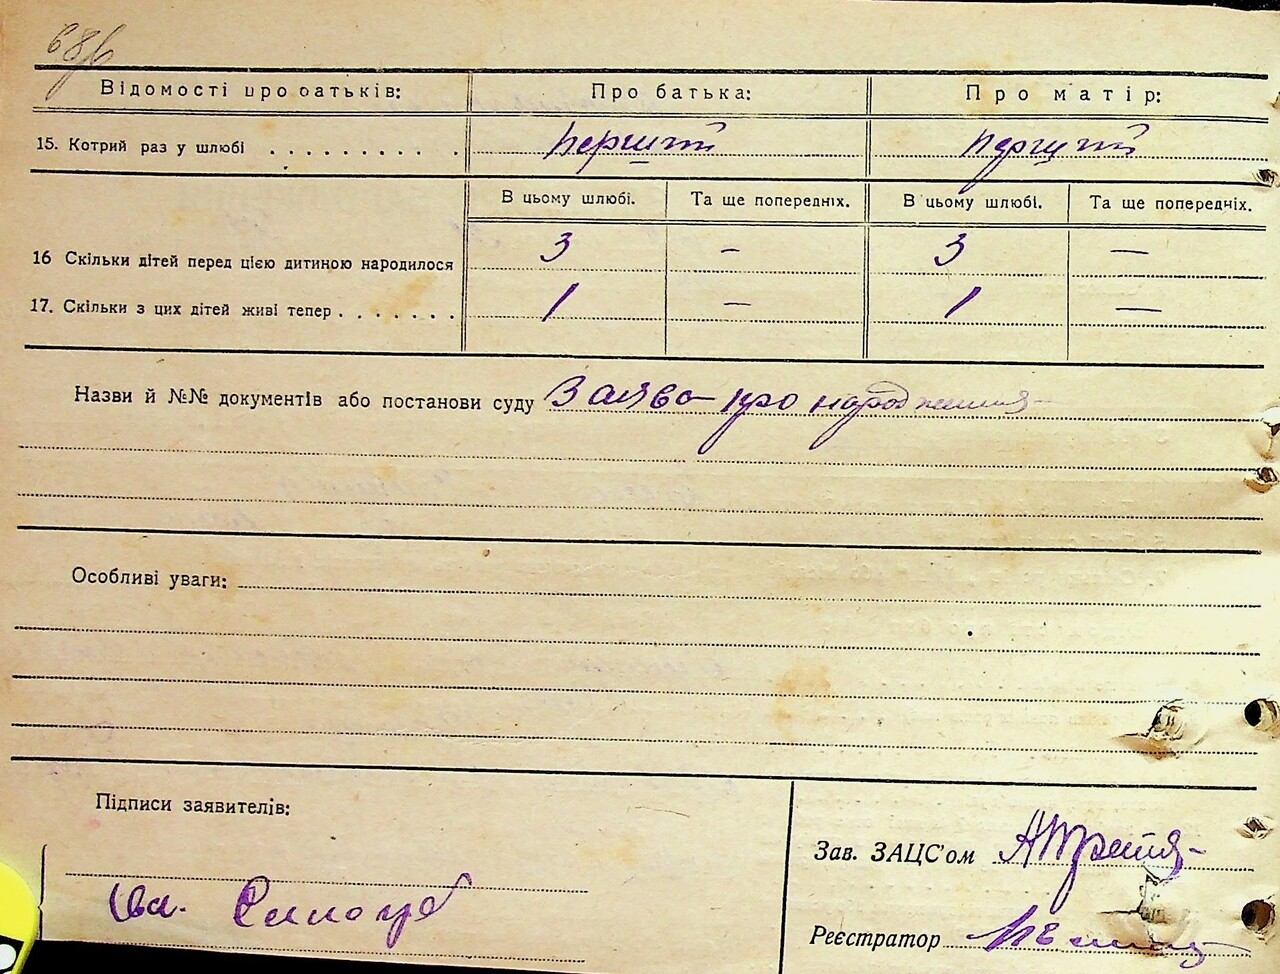 68
Відомості про батьків: Про батька: Про матір:
15. Котрий раз у шлюбі . . . . . . . . . . перший перший
В цьому шлюбі. Та ще попередніх. В цьому шлюбі. Та ще попередніх.
16 Скільки дітей перед цією дитиною народилося 3 — 3 —
17. Скільки з цих дітей живі тепер . . . . . . . 1 — 1 —
Назви й №№ документів або постанови суду Заява про народження
Особливі уваги:
Підписи заявителів:
Зав. ЗАЦС'ом
Реєстратор